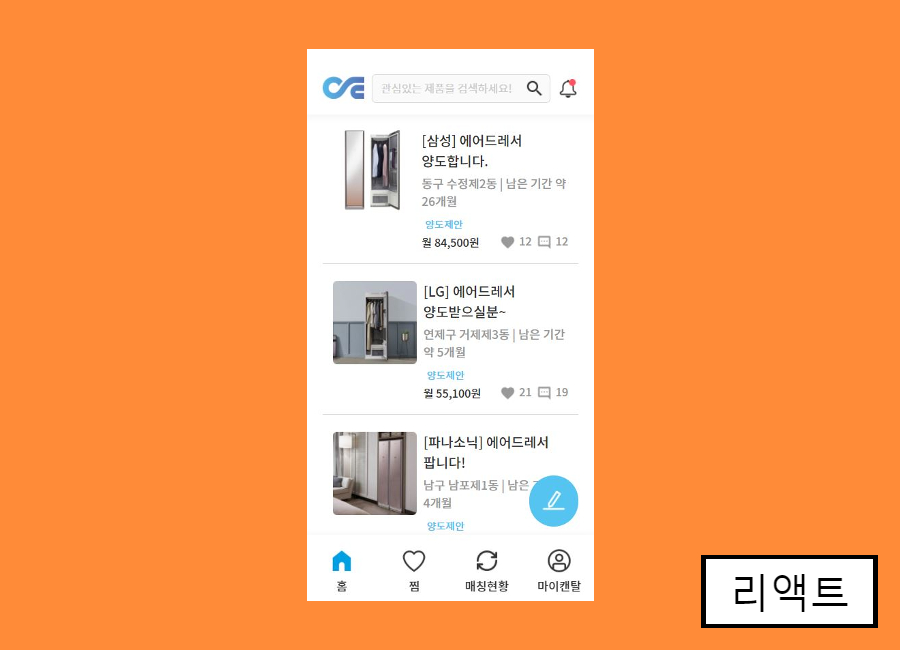 관심있는 제품을 검색하세요!
[삼성] 에어드레서
양도합니다.
동구 수정제2동 | 남은 기간 약
26개월
양도제안
월 84,500원 12 12
[LG] 에어드레서
양도받으실분~
연제구 거제제3동 | 남은 기간
약 5개월
양도제안
월 55,100원 21 19
[파나소닉] 에어드레서
팝니다!
남구 남포제1동 | 남은
4개월
양도제안
홈 찜 매칭현황 마이캔탈
리액트